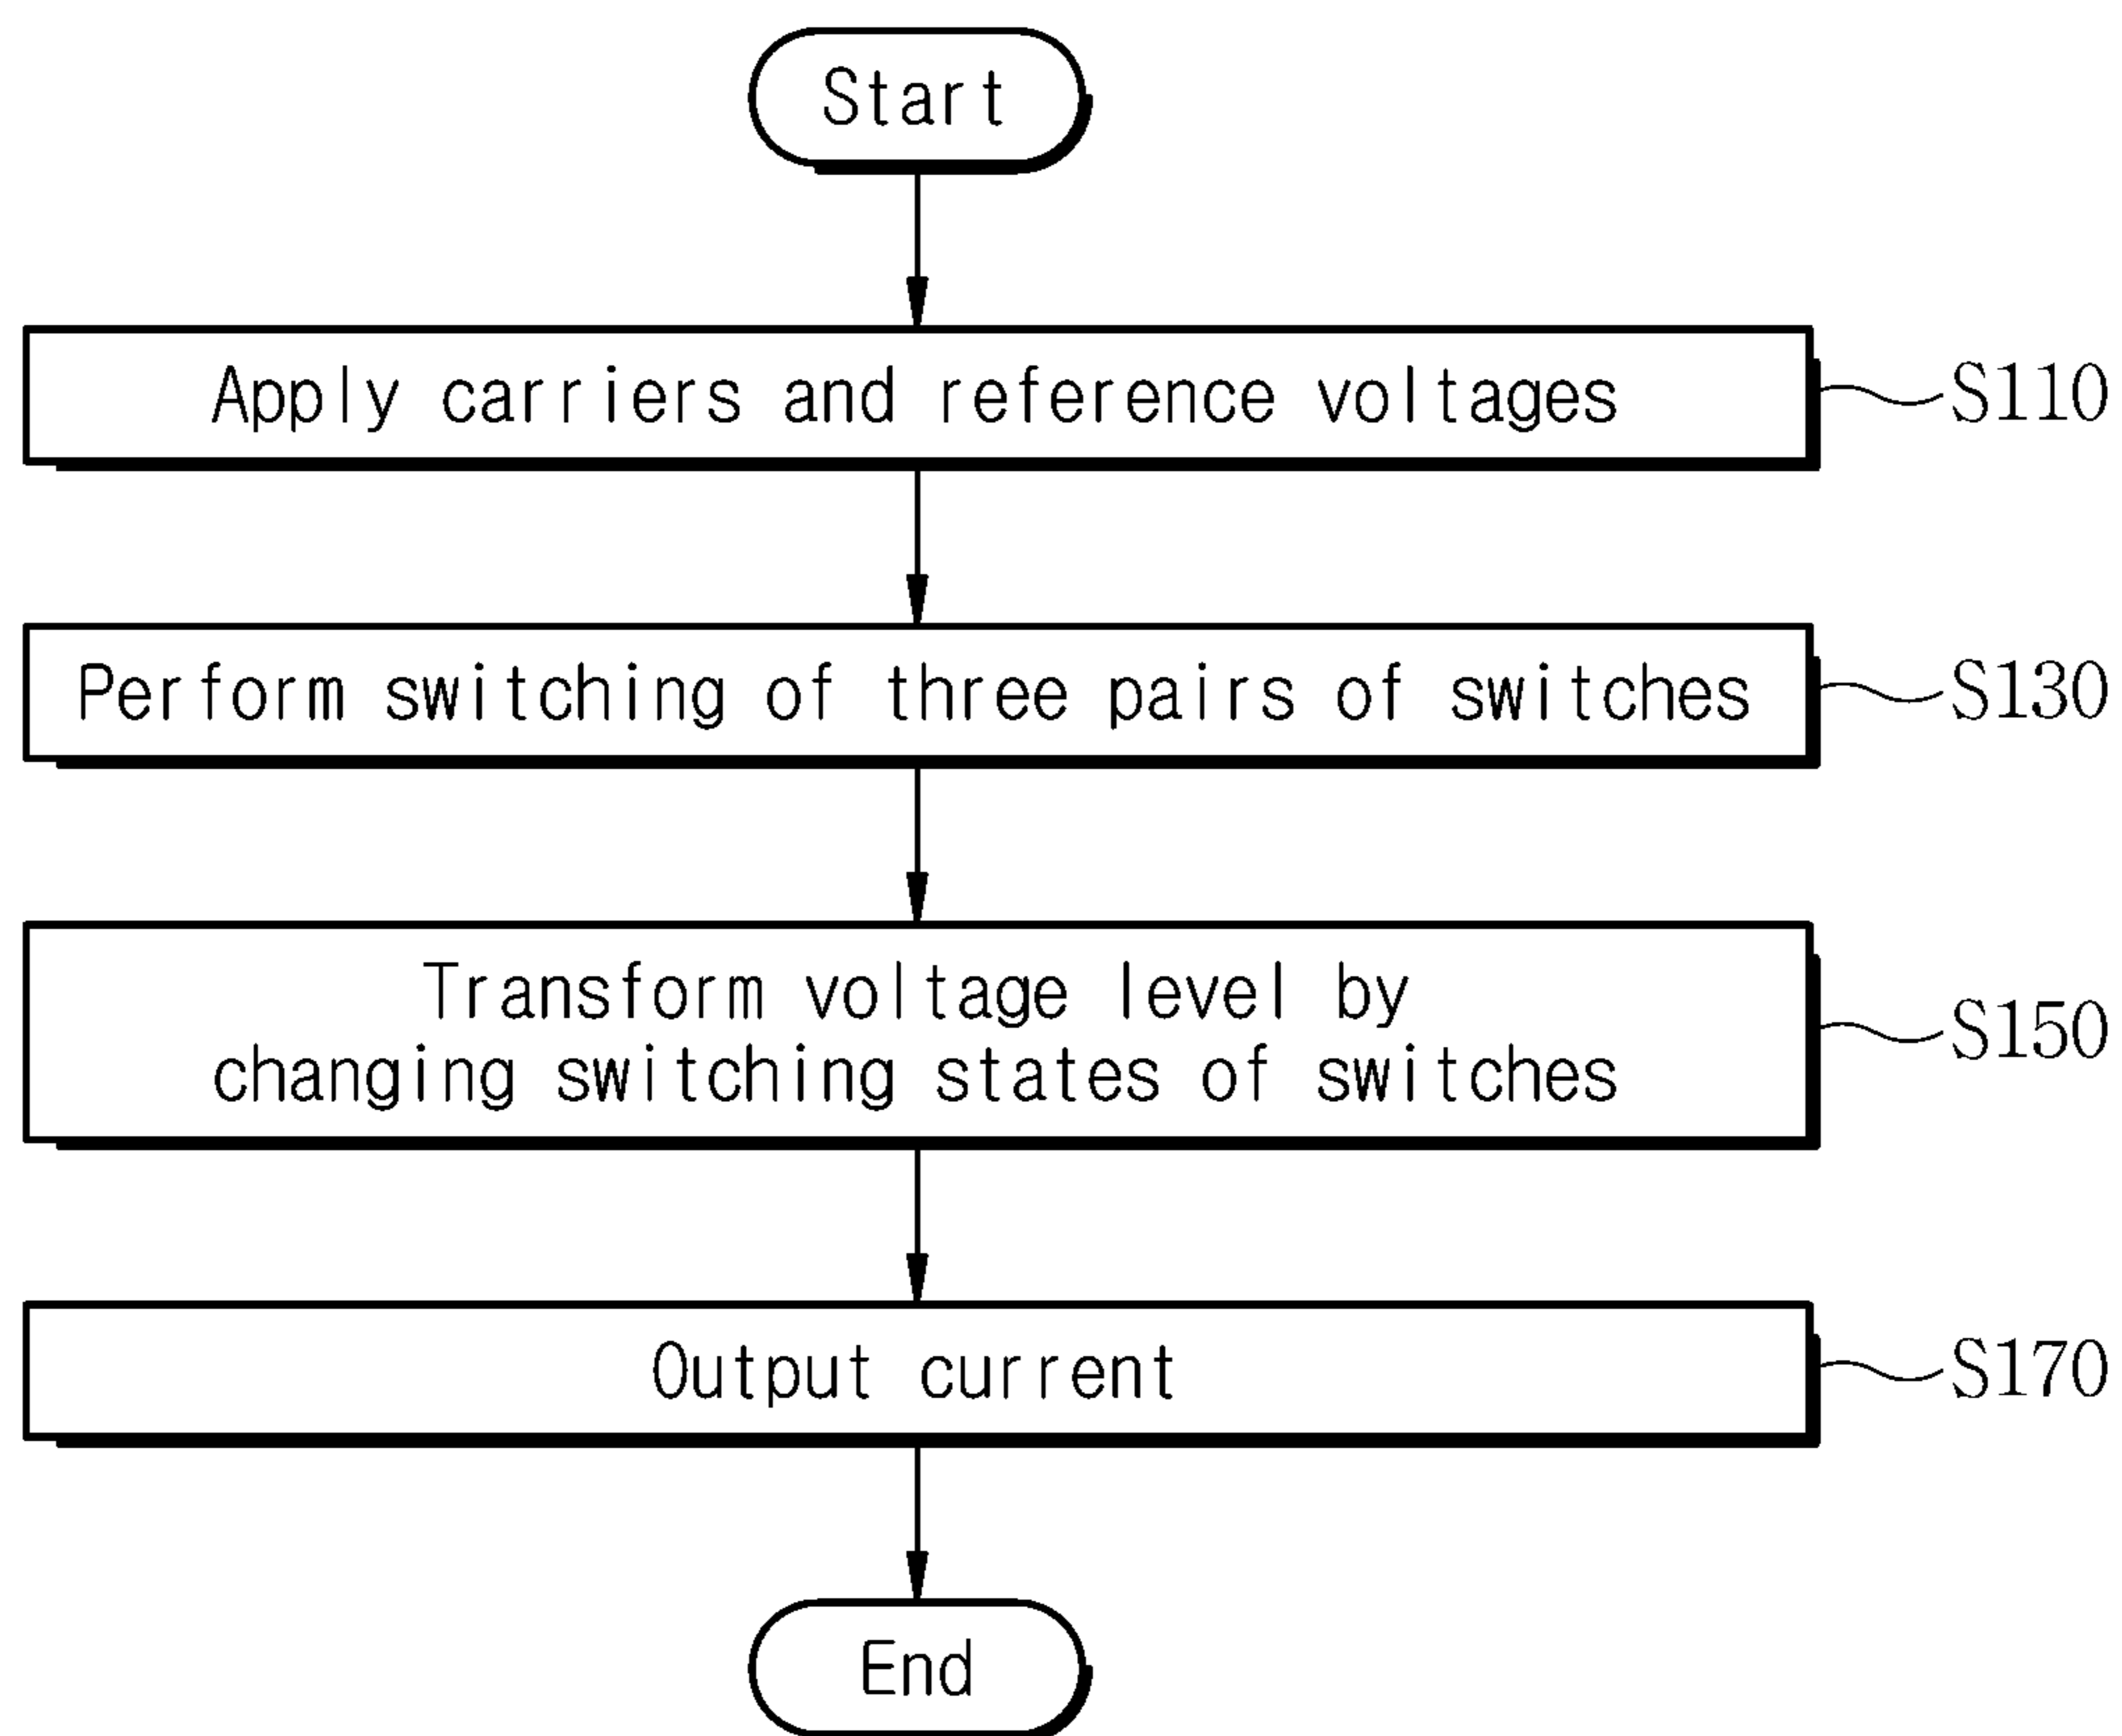 Start
Apply carriers and reference voltages
S110
Perform switching of three pairs of switches
S130
Transform voltage level by
changing switching states of switches
S150
Output current
S170
End